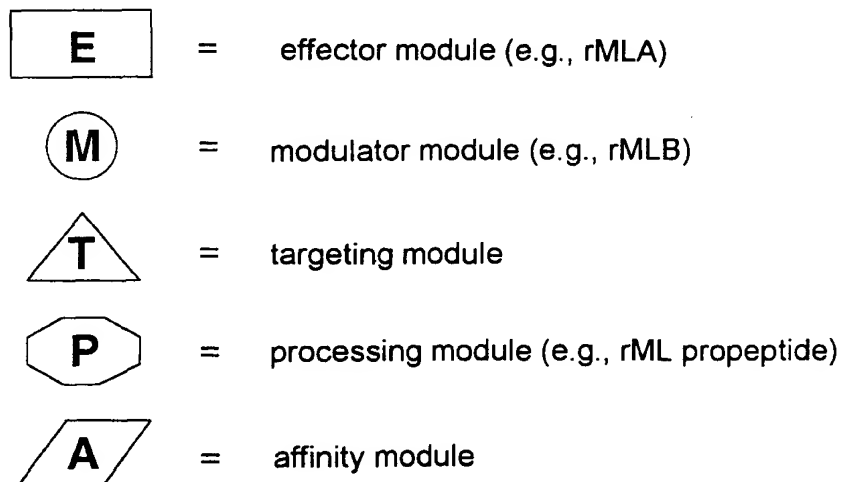 E = effector module (e.g., rMLA)
M = modulator module (e.g., rMLB)
T = targeting module
P = processing module (e.g., rML propeptide)
A = affinity module